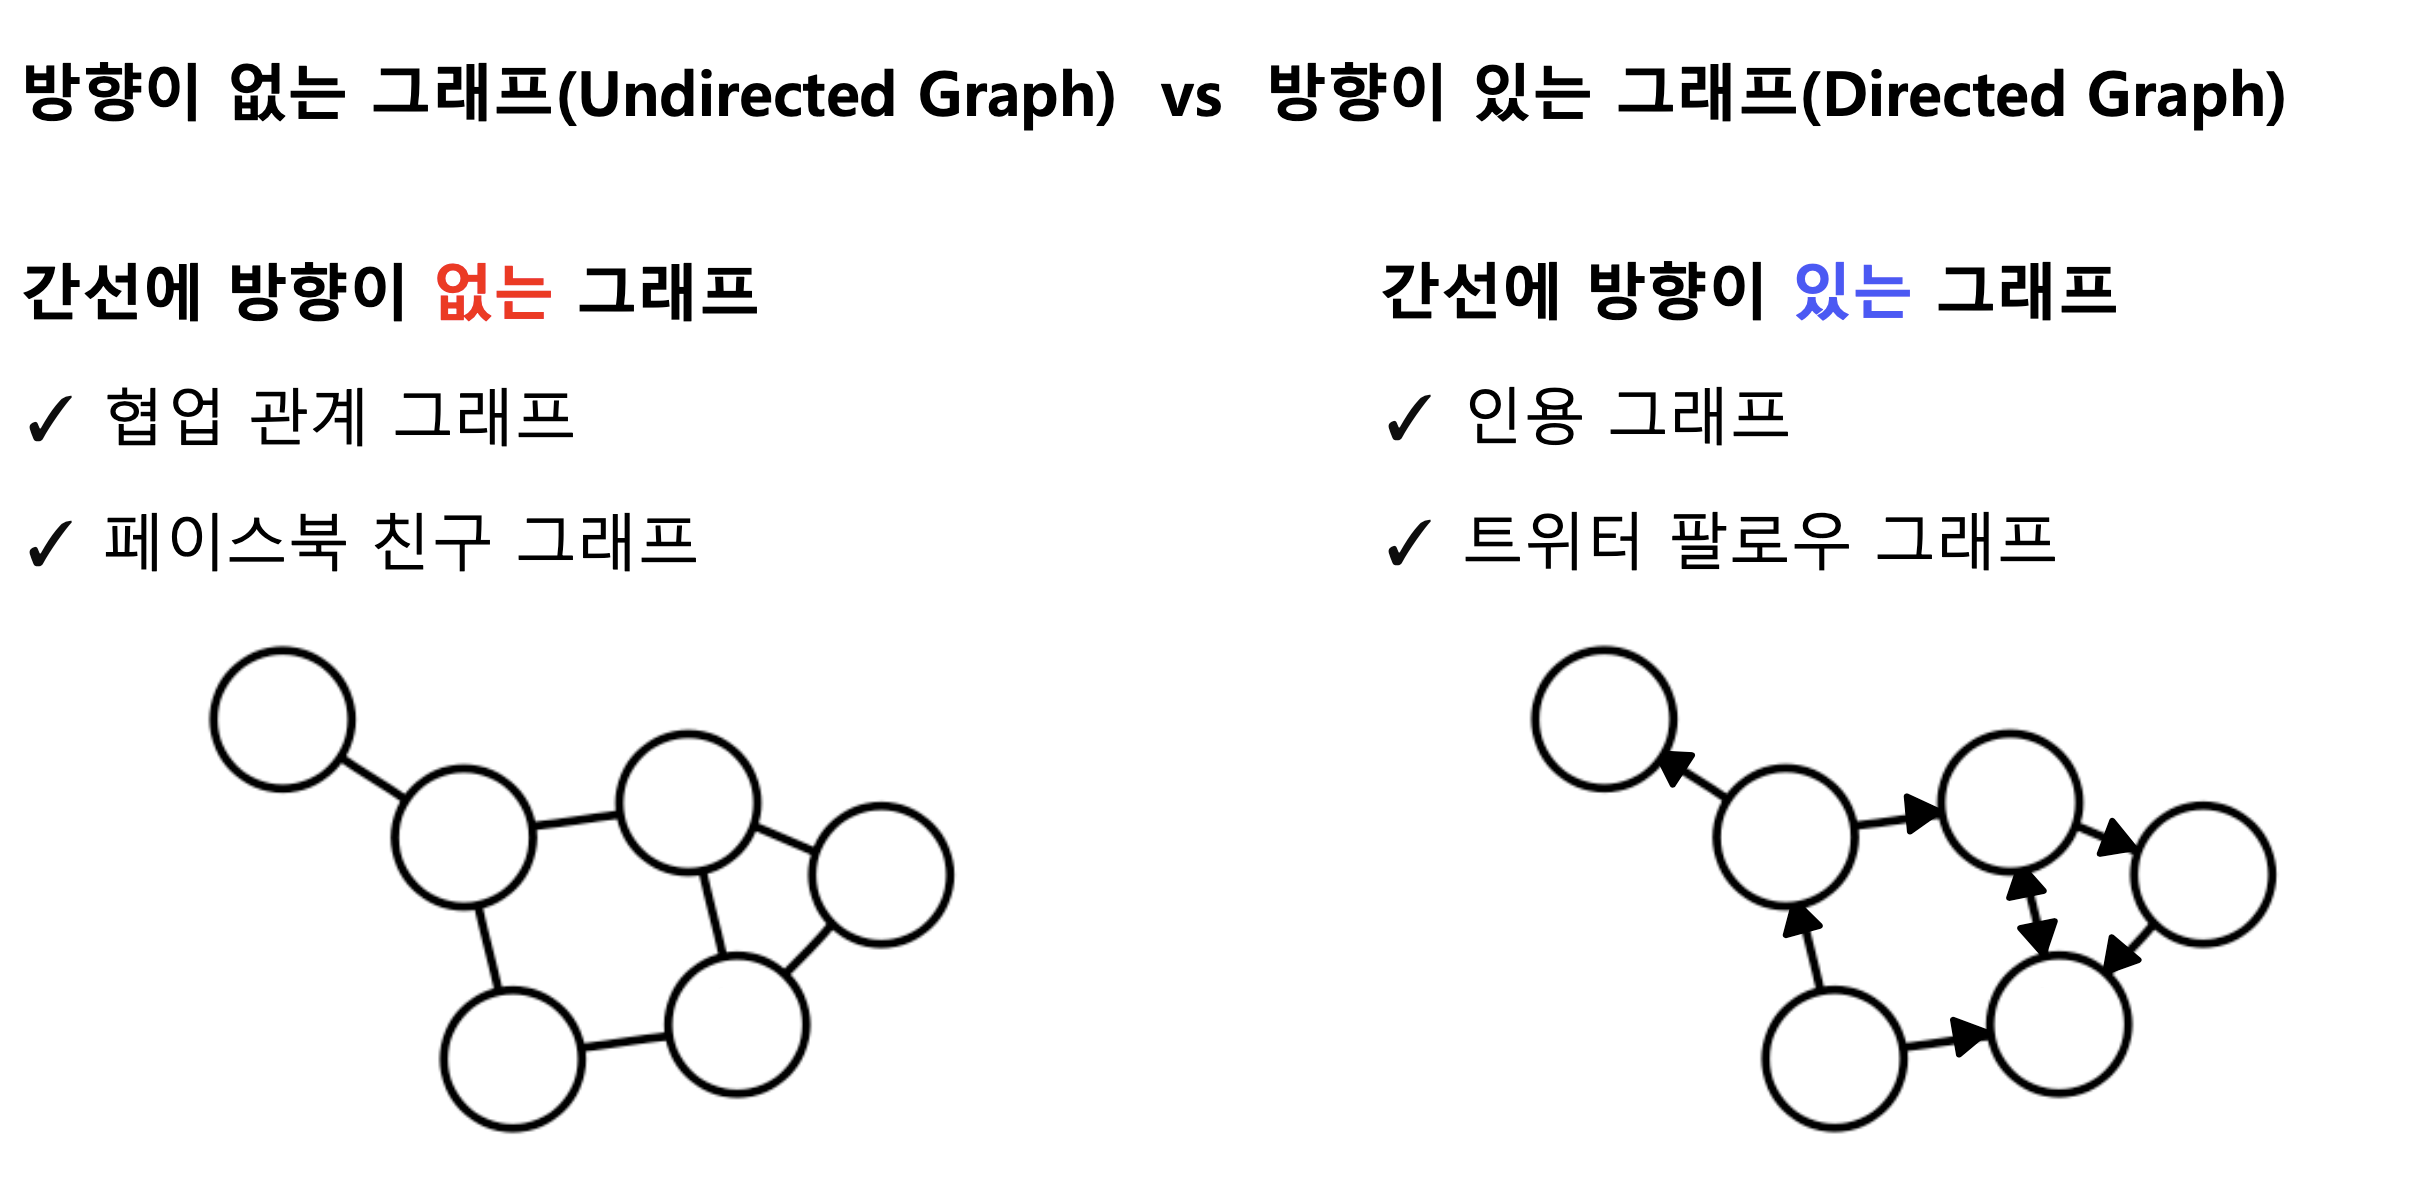 방향이 없는 그래프(Undirected Graph) vs 방향이 있는 그래프(Directed Graph)
간선에 방향이 없는 그래프
✓ 협업 관계 그래프
✓ 페이스북 친구 그래프
간선에 방향이 있는 그래프
✓ 인용 그래프
✓ 트위터 팔로우 그래프